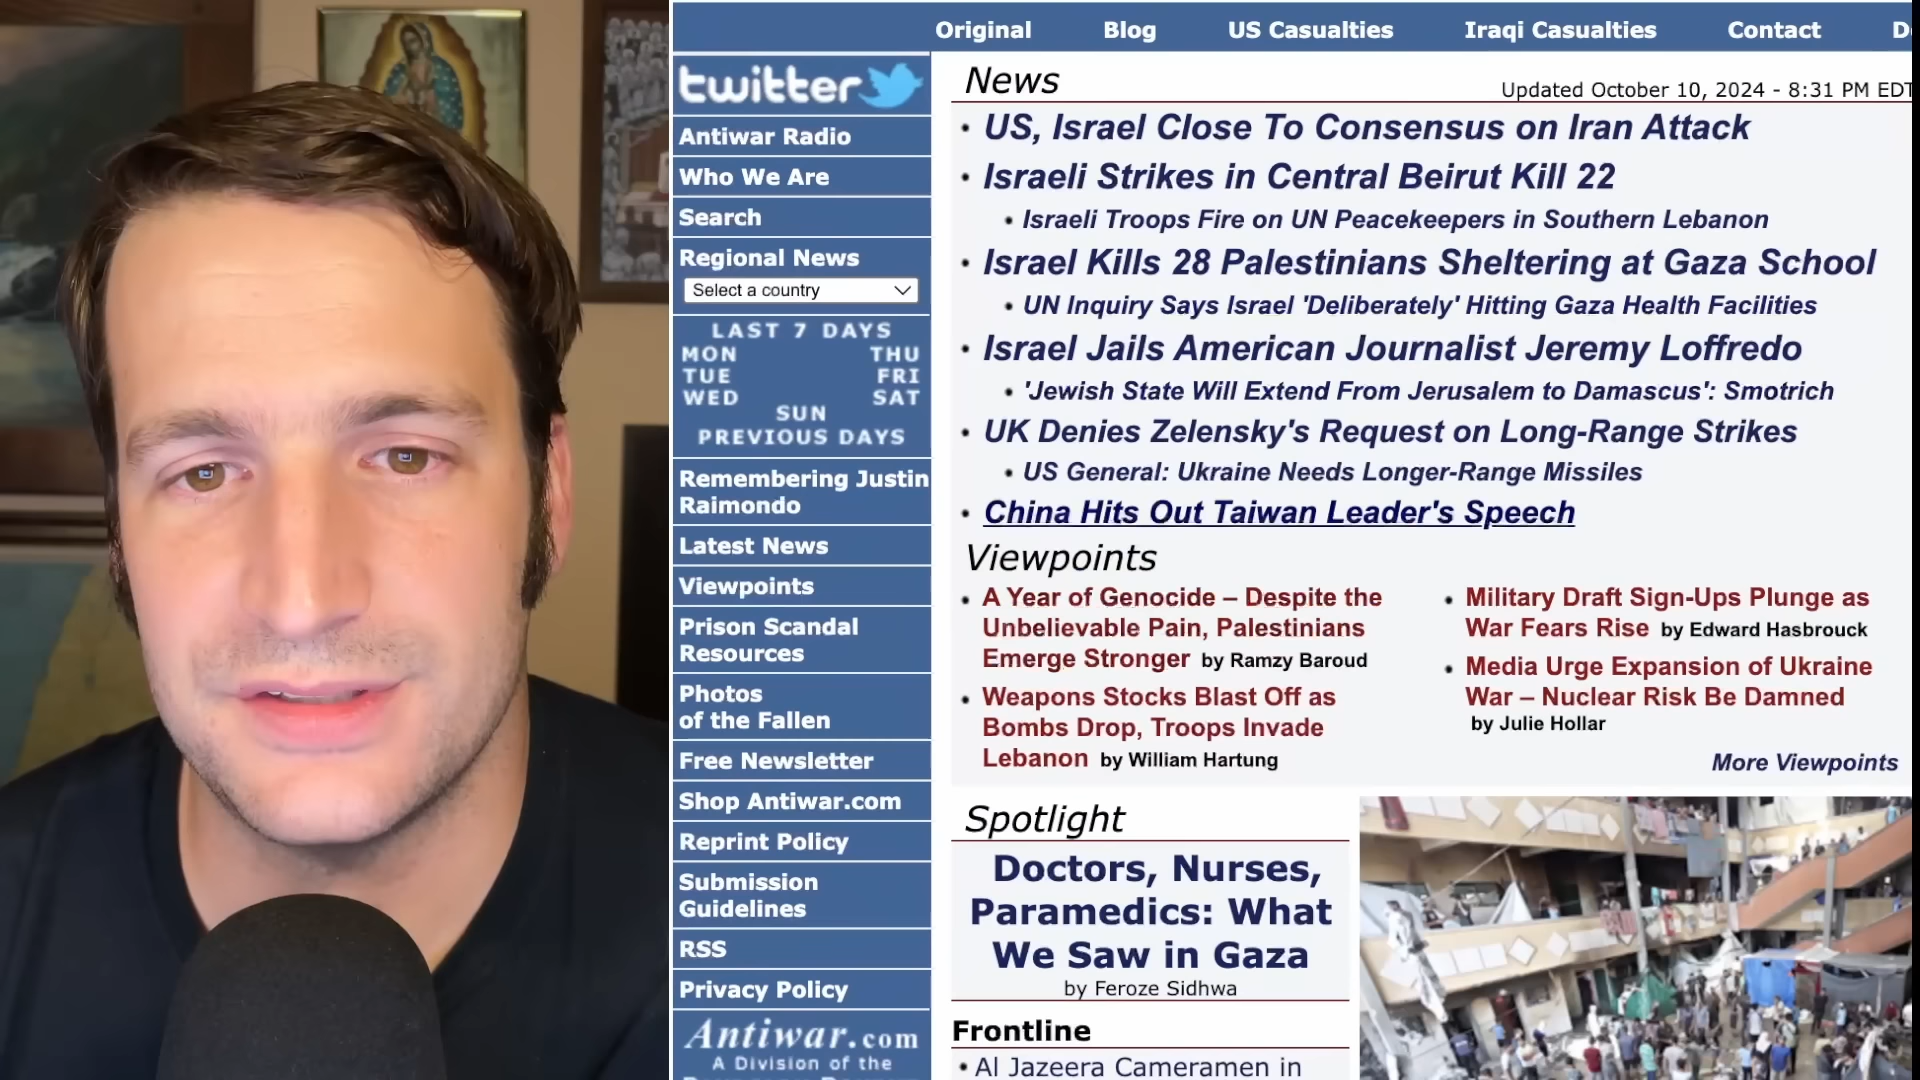 Original
Blog
US Casualties
Iraqi Casualties
Contact
twitter
Antiwar Radio
Who We Are
Search
Regional News
Select a country
LAST 7 DAYS
MON THU
TUE FRI
WED SAT
SUN
PREVIOUS DAYS
Remembering Justin
Raimondo
Latest News
Viewpoints
Prison Scandal
Resources
Photos
of the Fallen
Free Newsletter
Shop Antiwar.com
Reprint Policy
Submission
Guidelines
RSS
Privacy Policy
Antiwar.com
A Division of the
News
Updated October 10, 2024 - 8:31 PM EDT
US, Israel Close To Consensus on Iran Attack
Israeli Strikes in Central Beirut Kill 22
Israeli Troops Fire on UN Peacekeepers in Southern Lebanon
Israel Kills 28 Palestinians Sheltering at Gaza School
UN Inquiry Says Israel 'Deliberately' Hitting Gaza Health Facilities
Israel Jails American Journalist Jeremy Loffredo
'Jewish State Will Extend From Jerusalem to Damascus': Smotrich
UK Denies Zelensky's Request on Long-Range Strikes
US General: Ukraine Needs Longer-Range Missiles
China Hits Out Taiwan Leader's Speech
Viewpoints
A Year of Genocide – Despite the
Unbelievable Pain, Palestinians
Emerge Stronger by Ramzy Baroud
Weapons Stocks Blast Off as
Bombs Drop, Troops Invade
Lebanon by William Hartung
Military Draft Sign-Ups Plunge as
War Fears Rise by Edward Hasbrouck
Media Urge Expansion of Ukraine
War – Nuclear Risk Be Damned
by Julie Hollar
More Viewpoints
Spotlight
Doctors, Nurses,
Paramedics: What
We Saw in Gaza
by Feroze Sidhwa
Frontline
Al Jazeera Cameramen in